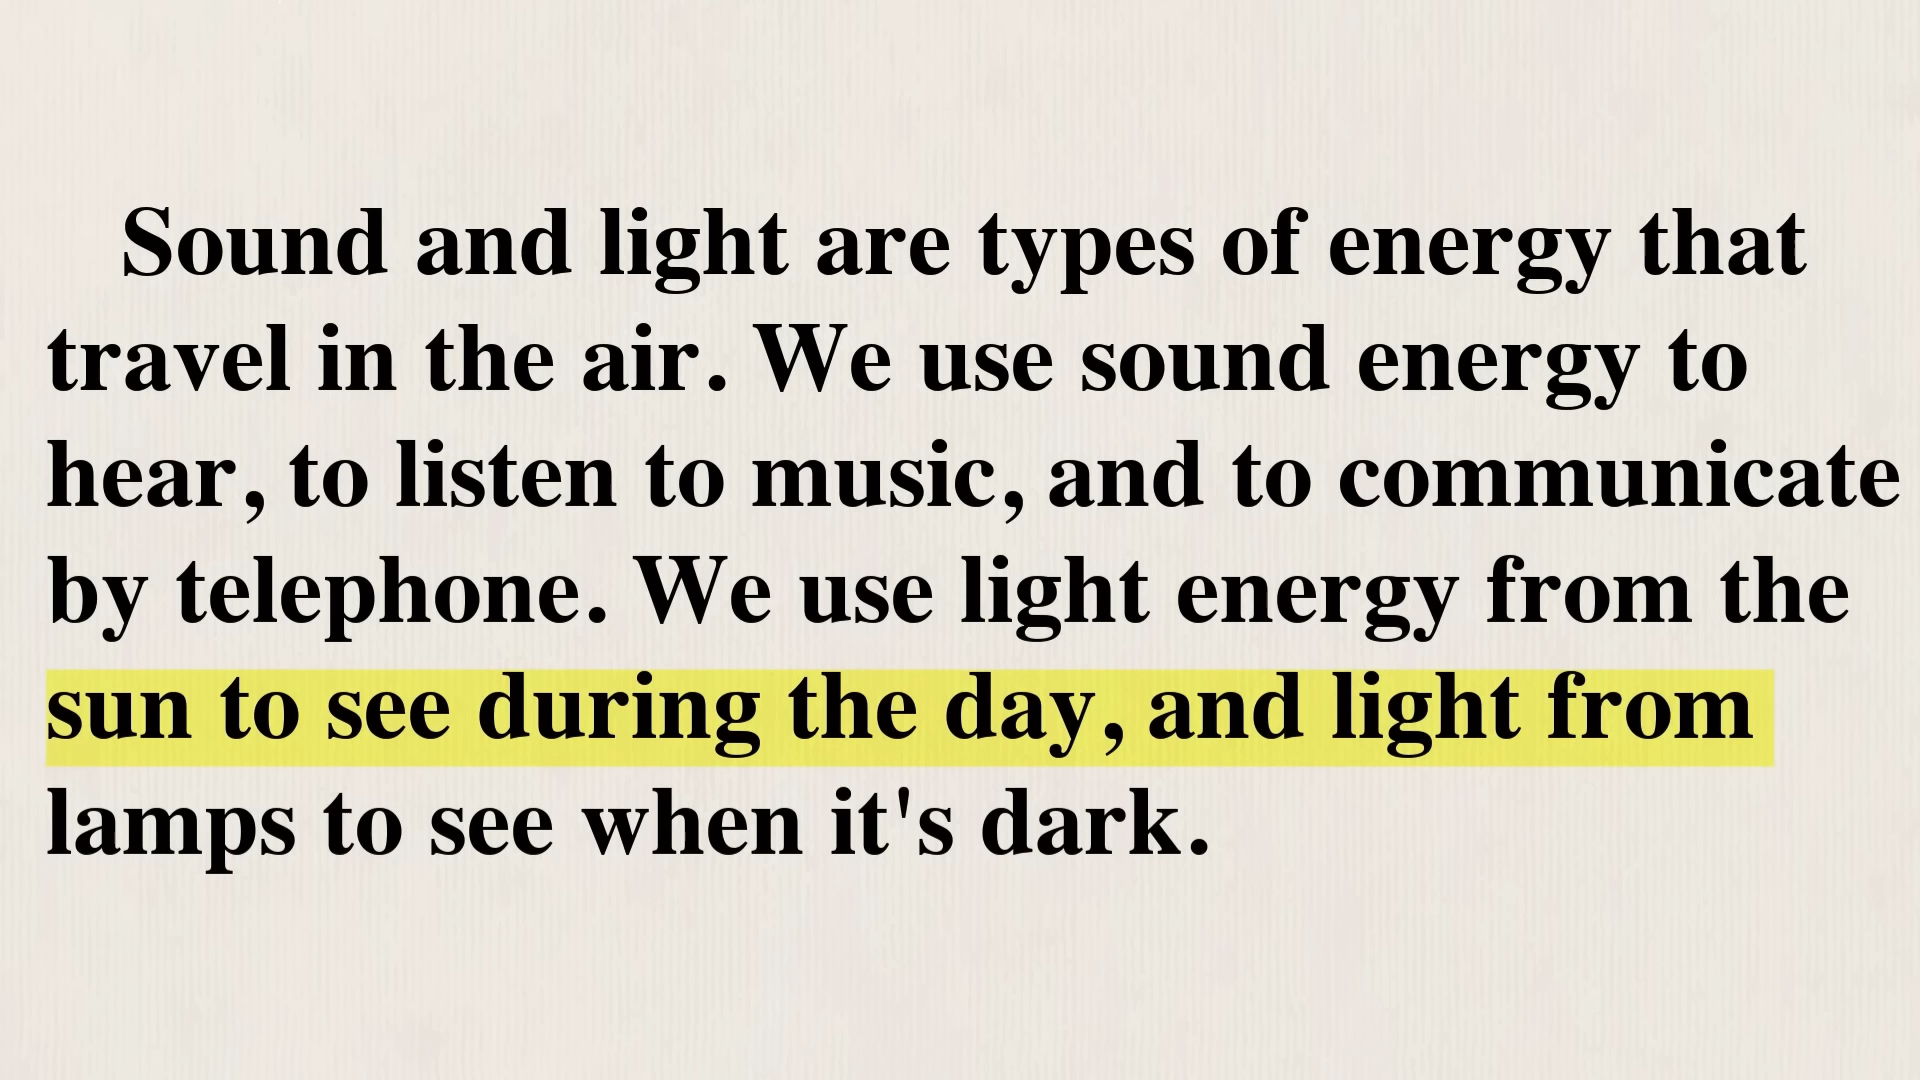 Sound and light are types of energy that
travel in the air. We use sound energy to
hear, to listen to music, and to communicate
by telephone. We use light energy from the
sun to see during the day, and light from
lamps to see when it's dark.